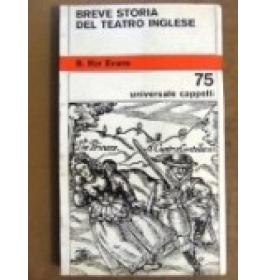 BREVE STORIA
DEL TEATRO INGLESE
B. Ifor Evans
75
universale cappelli